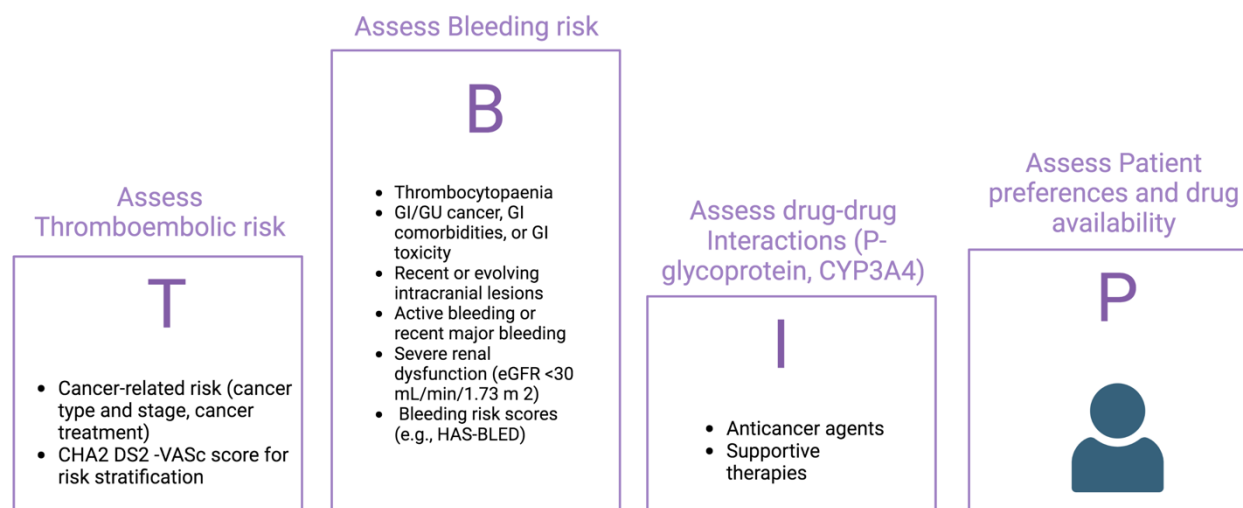 Assess
Thromboembolic risk
T
• Cancer-related risk (cancer
type and stage, cancer
treatment)
• CHA2 DS2 -VASc score for
risk stratification
Assess Bleeding risk
B
• Thrombocytopaenia
• GI/GU cancer, GI
comorbidities, or GI
toxicity
• Recent or evolving
intracranial lesions
• Active bleeding or
recent major bleeding
• Severe renal
dysfunction (eGFR <30
mL/min/1.73 m 2)
• Bleeding risk scores
(e.g., HAS-BLED)
Assess drug-drug
Interactions (P-
glycoprotein, CYP3A4)
I
• Anticancer agents
• Supportive
therapies
Assess Patient
preferences and drug
availability
P